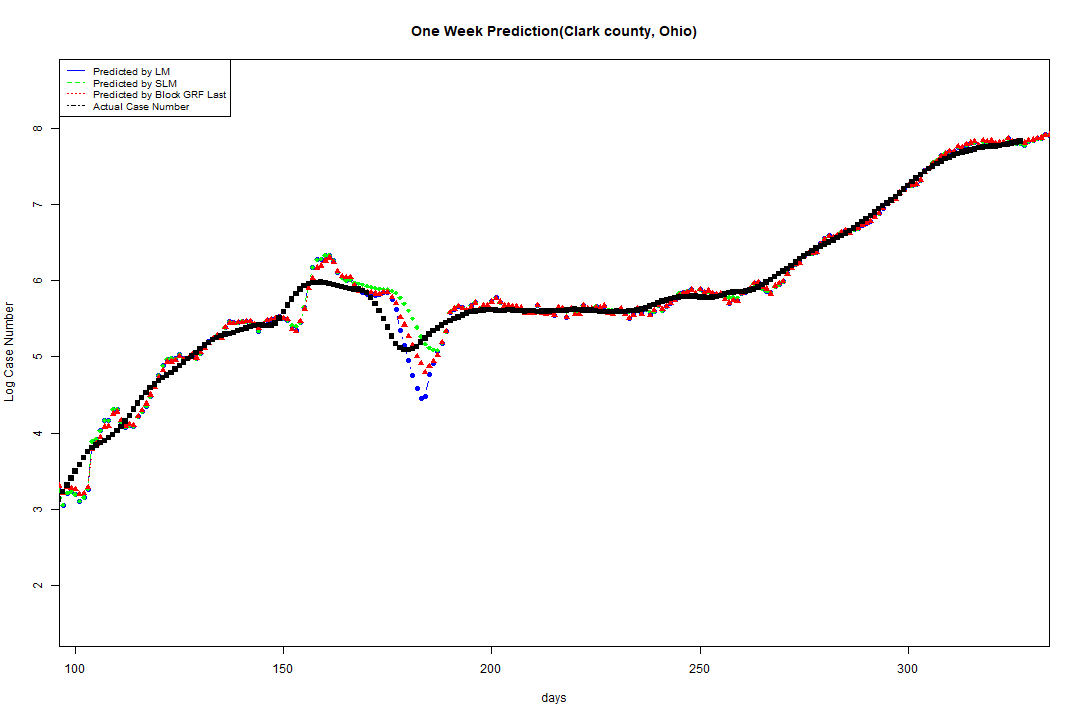 One Week Prediction(Clark county, Ohio)
Predicted by LM
Predicted by SLM
Predicted by Block GRF Last
Actual Case Number
Log Case Number
8
7
6
5
4
3
2
100 150 200 250 300
days